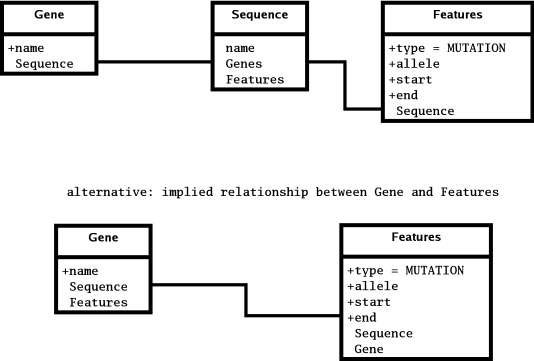 Gene
+name
Sequence
Sequence
name
Genes
Features
Features
+type = MUTATION
+allele
+start
+end
Sequence
alternative: implied relationship between Gene and Features
Gene
+name
Sequence
Features
Features
+type = MUTATION
+allele
+start
+end
Sequence
Gene